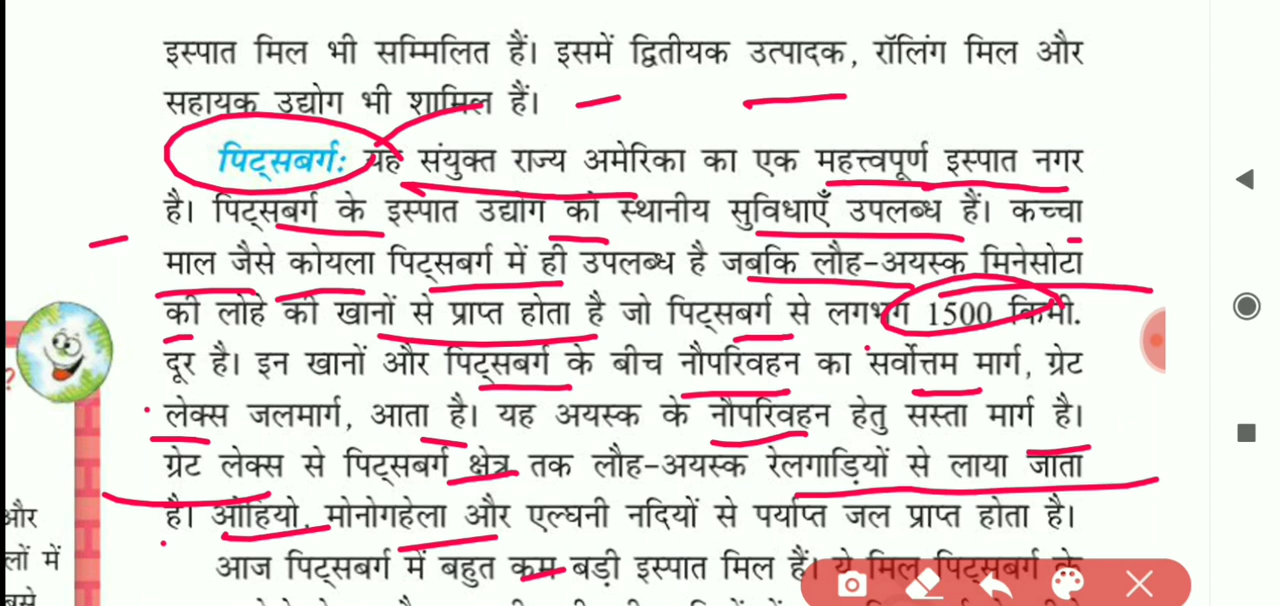 इस्पात मिल भी सम्मिलित हैं। इसमें द्वितीयक उत्पादक, रॉलिंग मिल और
सहायक उद्योग भी शामिल हैं।
पिट्सबर्ग: यह संयुक्त राज्य अमेरिका का एक महत्त्वपूर्ण इस्पात नगर
है। पिट्सबर्ग के इस्पात उद्योग को स्थानीय सुविधाएँ उपलब्ध हैं। कच्चा
माल जैसे कोयला पिट्सबर्ग में ही उपलब्ध है जबकि लौह-अयस्क मिनेसोटा
की लोहे की खानों से प्राप्त होता है जो पिट्सबर्ग से लगभग 1500 किमी.
दूर है। इन खानों और पिट्सबर्ग के बीच नौपरिवहन का सर्वोत्तम मार्ग, ग्रेट
लेक्स जलमार्ग, आता है। यह अयस्क के नौपरिवहन हेतु सस्ता मार्ग है।
ग्रेट लेक्स से पिट्सबर्ग क्षेत्र तक लौह-अयस्क रेलगाड़ियों से लाया जाता
है। ओहियो, मोनोगहेला और एल्घनी नदियों से पर्याप्त जल प्राप्त होता है।
आज पिट्सबर्ग में बहुत कम बड़ी इस्पात मिल हैं। ये मिल पिट्सबर्ग के
?
और
लों में